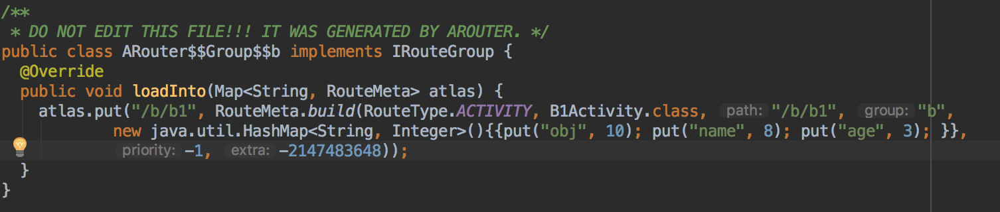 /**
 * DO NOT EDIT THIS FILE!!! IT WAS GENERATED BY AROUTER. */
public class ARouter$$Group$$b implements IRouteGroup {
  @Override
  public void loadInto(Map<String, RouteMeta> atlas) {
    atlas.put("/b/b1", RouteMeta.build(RouteType.ACTIVITY, B1Activity.class, path: "/b/b1", group: "b",
            new java.util.HashMap<String, Integer>(){{put("obj", 10); put("name", 8); put("age", 3); }},
            priority: -1, extra: -2147483648));
  }
}